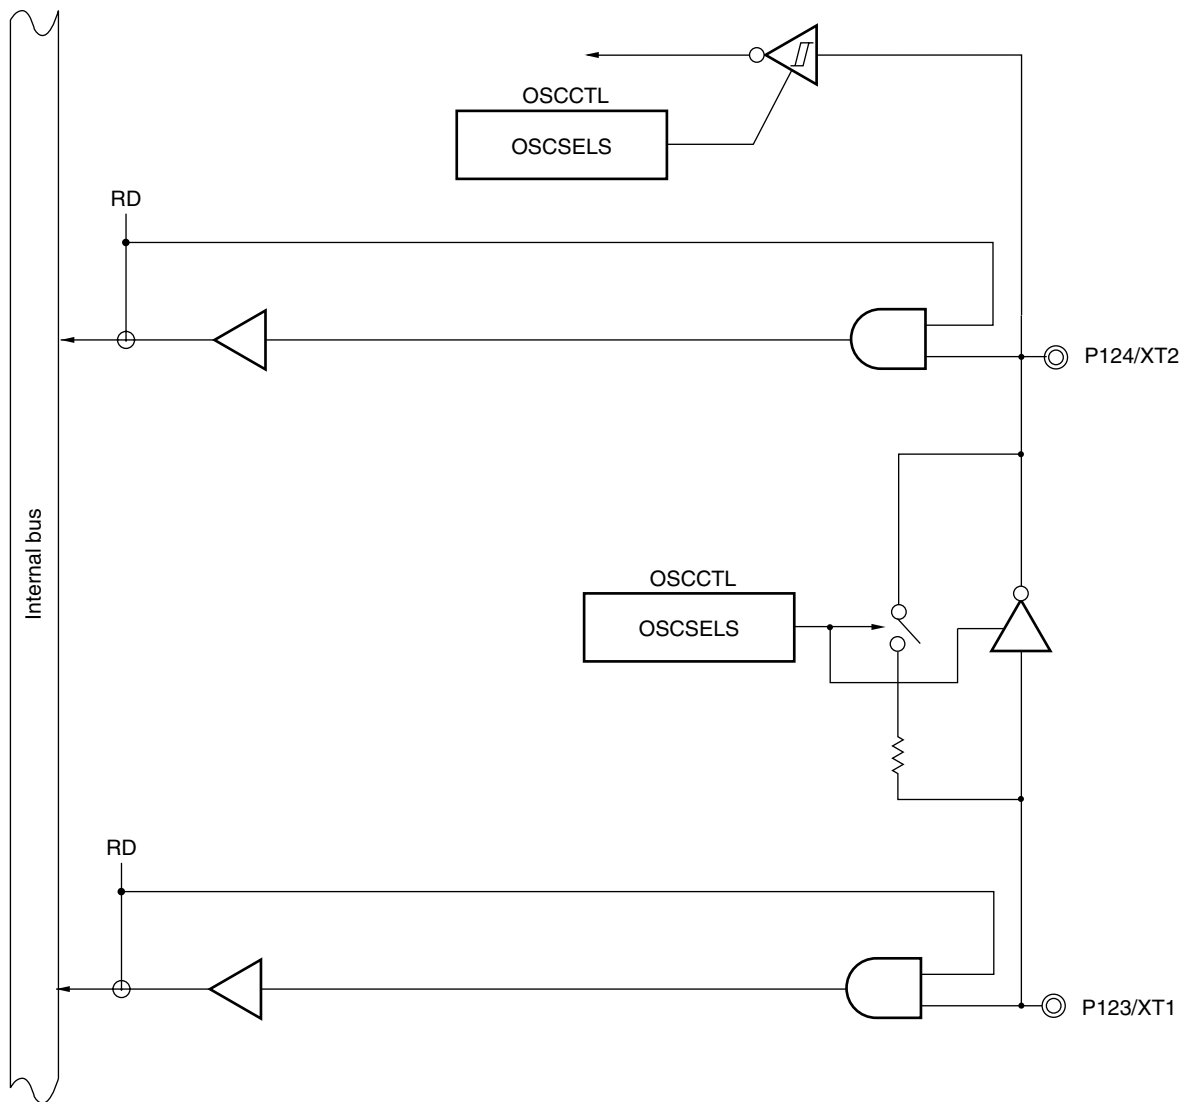 OSCCTL
OSCSELS
RD
P124/XT2
Internal bus
OSCCTL
OSCSELS
RD
P123/XT1